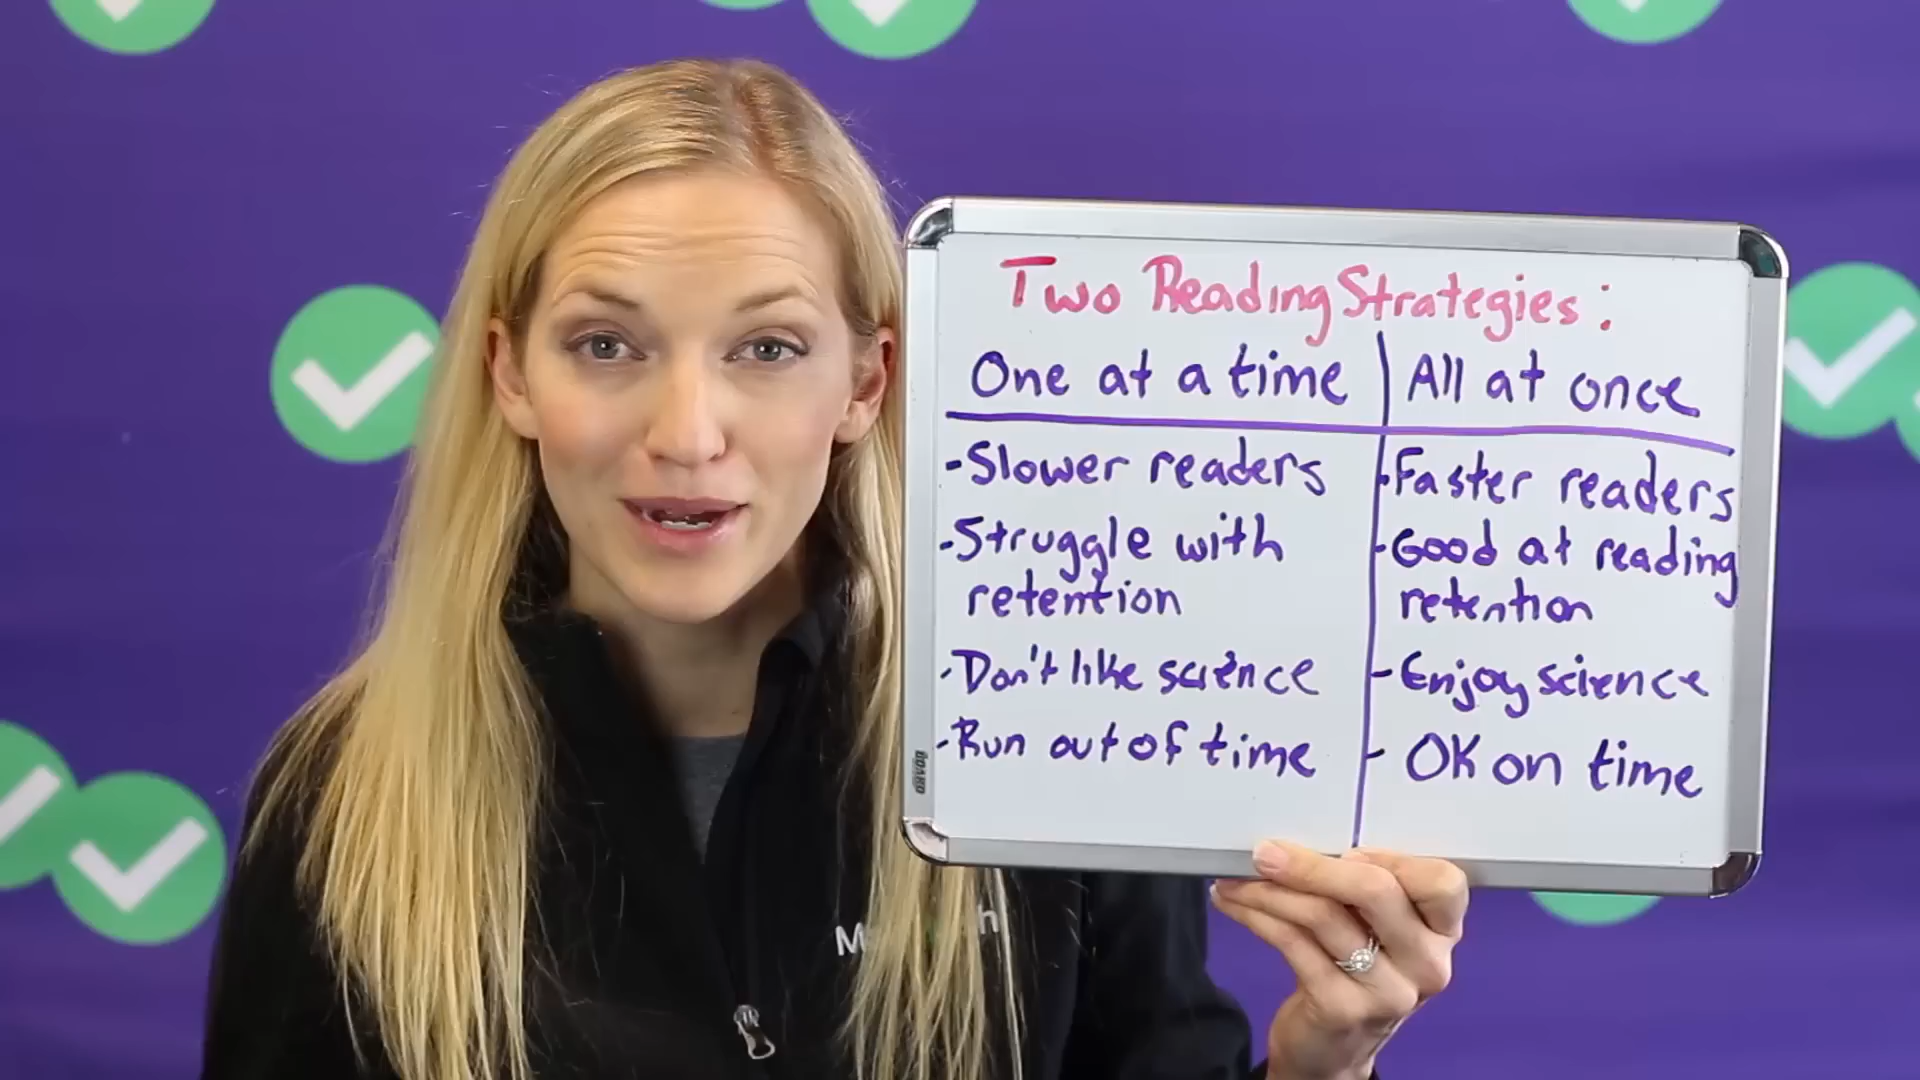 Two Reading Strategies:
One at a time
All at once
-Slower readers
-Struggle with
retention
-Don't like science
-Run out of time
-Faster readers
-Good at reading
retention
-Enjoy science
- OK on time